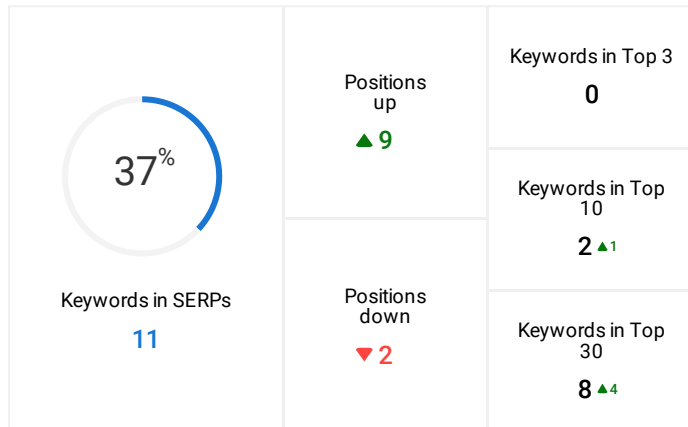 37%
Keywords in SERPs
11
Positions
up
▲ 9
Positions
down
▼ 2
Keywords in Top 3
0
Keywords in Top
10
2 ▲ 1
Keywords in Top
30
8 ▲ 4